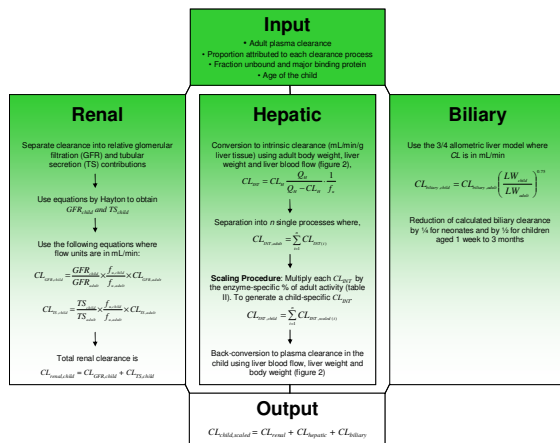 Input
• Adult plasma clearance
• Proportion attributed to each clearance process
• Fraction unbound and major binding protein
• Age of the child
Renal
Separate clearance into relative glomerular
filtration (GFR) and tubular
secretion (TS) contributions
Use equations by Hayton to obtain
GFR_child and TS_child
Use the following equations where
flow units are in mL/min:
CL_GFR,child = GFR_child / GFR_adult × f_u,child / f_u,adult × CL_GFR,adult
CL_TS,child = TS_child / TS_adult × f_u,child / f_u,adult × CL_TS,adult
Total renal clearance is
CL_renal,child = CL_GFR,child + CL_TS,child
Hepatic
Conversion to intrinsic clearance (mL/min/g
liver tissue) using adult body weight, liver
weight and liver blood flow (figure 2),
CL_INT = CL_H Q_H / Q_H - CL_H · 1 / f_u
Separation into n single processes where,
CL_INT,adult = n∑i=1 CL_INT(i)
Scaling Procedure: Multiply each CL_INT by
the enzyme-specific % of adult activity (table
II). To generate a child-specific CL_INT
CL_INT,child = n∑i=1 CL_INT,scaled(i)
Back-conversion to plasma clearance in the
child using liver blood flow, liver weight and
body weight (figure 2)
Biliary
Use the 3/4 allometric liver model where
CL is in mL/min
CL_biliary,child = CL_biliary,adult (LW_child / LW_adult)^0.75
Reduction of calculated biliary clearance
by ¼ for neonates and by ½ for children
aged 1 week to 3 months
Output
CL_child,scaled = CL_renal + CL_hepatic + CL_biliary